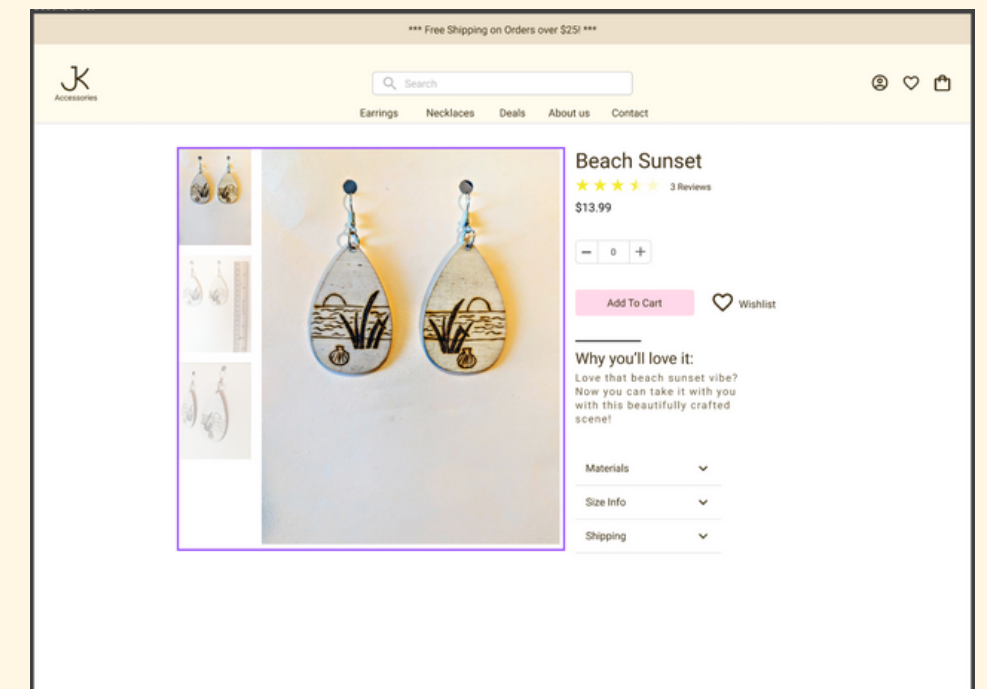 *** Free Shipping on Orders over $25! ***
JK
Accessories
Search
Earrings Necklaces Deals About us Contact
Beach Sunset
3 Reviews
$13.99
0
Add To Cart
Wishlist
Why you'll love it:
Love that beach sunset vibe?
Now you can take it with you
with this beautifully crafted
scene!
Materials
Size Info
Shipping